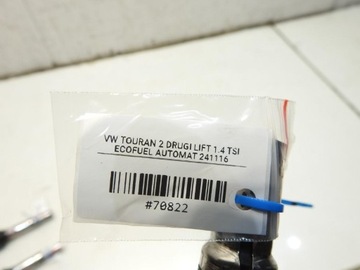 VW TOURAN 2 DRUGI LIFT 1.4 TSI
ECOFUEL AUTOMAT 241116
#70822